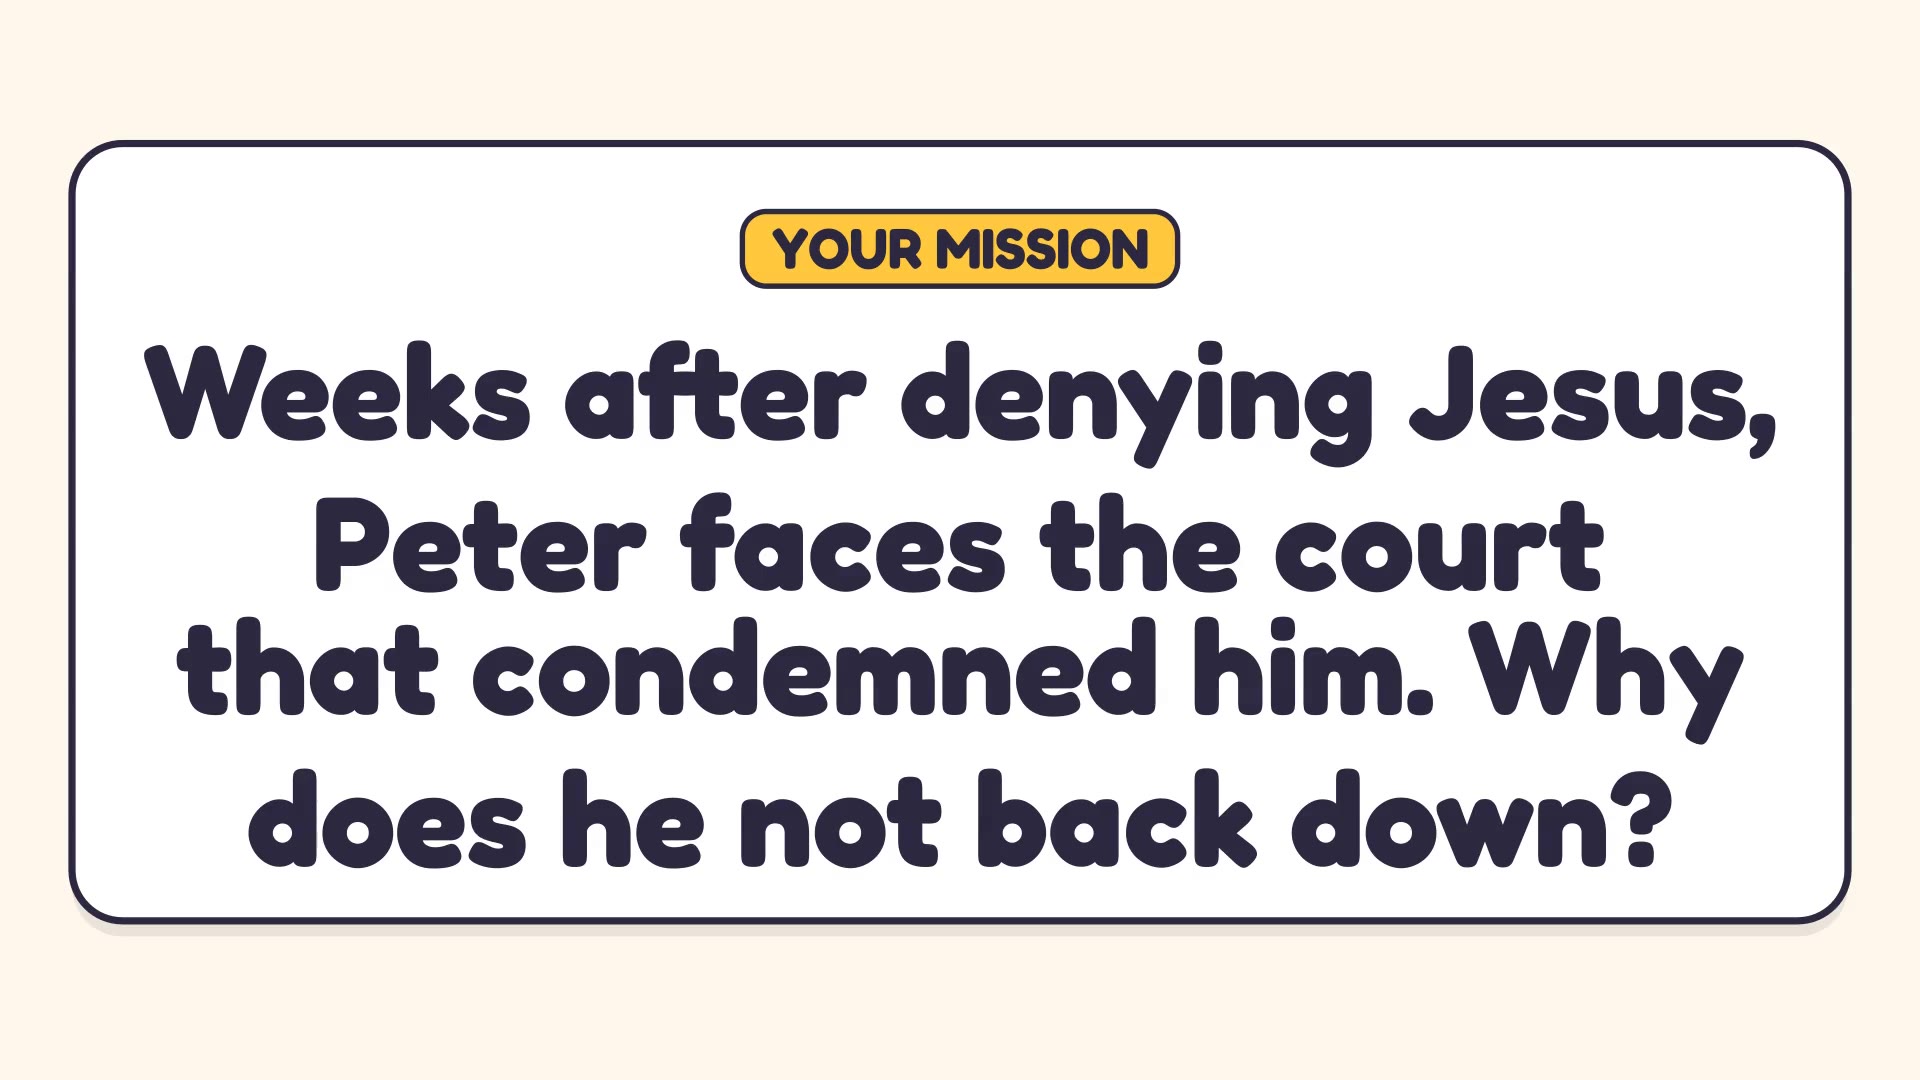 YOUR MISSION
Weeks after denying Jesus,
Peter faces the court
that condemned him. Why
does he not back down?